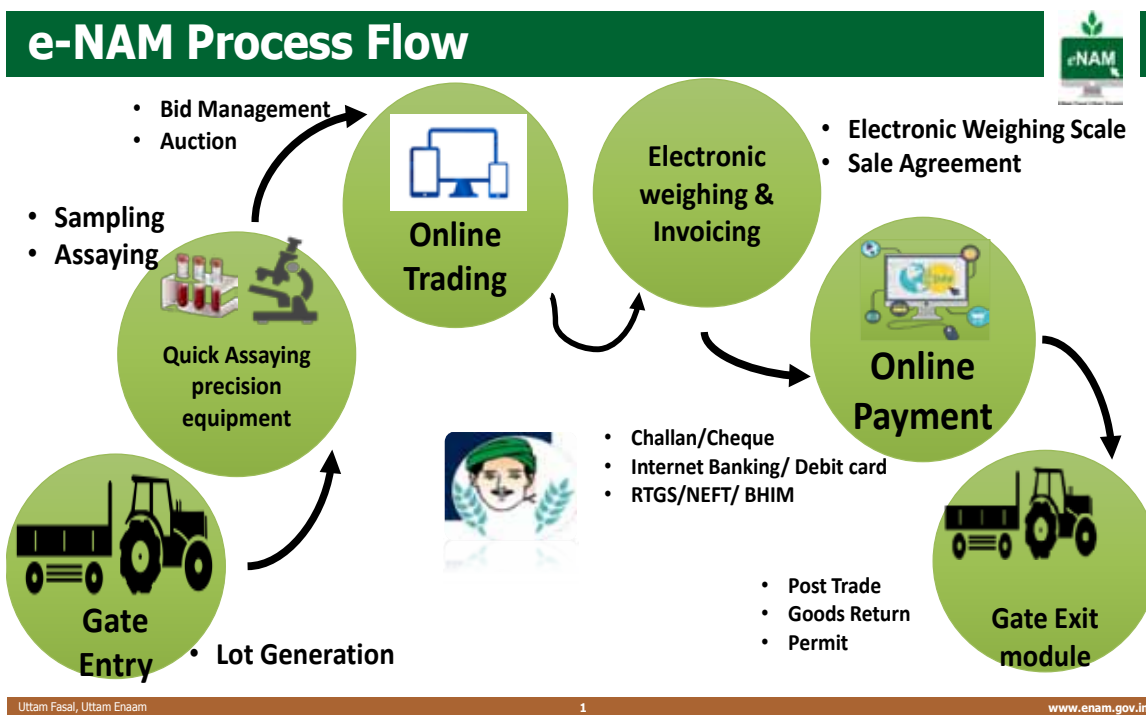 e-NAM Process Flow
eNAM
• Bid Management
• Auction
• Sampling
• Assaying
Quick Assaying
precision
equipment
Gate
Entry
• Lot Generation
Online
Trading
Electronic
weighing &
Invoicing
• Electronic Weighing Scale
• Sale Agreement
Online
Payment
• Challan/Cheque
• Internet Banking/ Debit card
• RTGS/NEFT/ BHIM
• Post Trade
• Goods Return
• Permit
Gate Exit
module
Uttam Fasal, Uttam Enaam
1
www.enam.gov.in